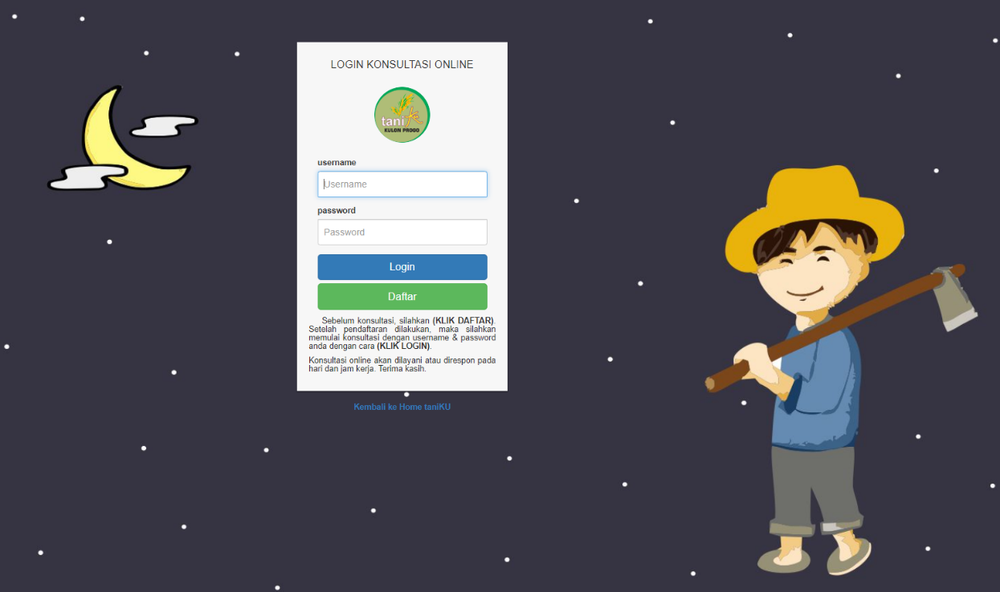 LOGIN KONSULTASI ONLINE
tani
KULON PROGO
username
Username
password
Password
Login
Daftar
Sebelum konsultasi, silahkan (KLIK DAFTAR).
Setelah pendaftaran dilakukan, maka silahkan
memulai konsultasi dengan username & password
anda dengan cara (KLIK LOGIN).
Konsultasi online akan dilayani atau direspon pada
hari dan jam kerja. Terima kasih.
Kembali ke Home taniKU